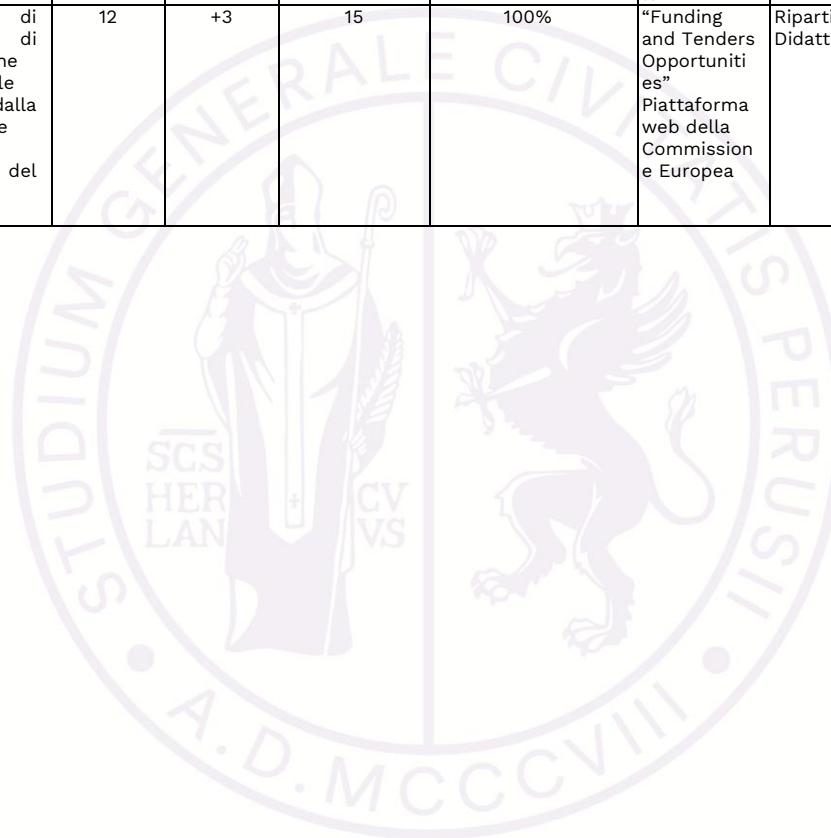 di
di
ne
le
dalla
e
del
12
+3
15
100%
“Funding
and Tenders
Opportuniti
es”
Piattaforma
web della
Commission
e Europea
Riparti
Didatt
STUDIUM GENERALE CIVITATIS PERUSII
SCS
HER
LAN
CV
VS
• A.D. MCCCVIII •